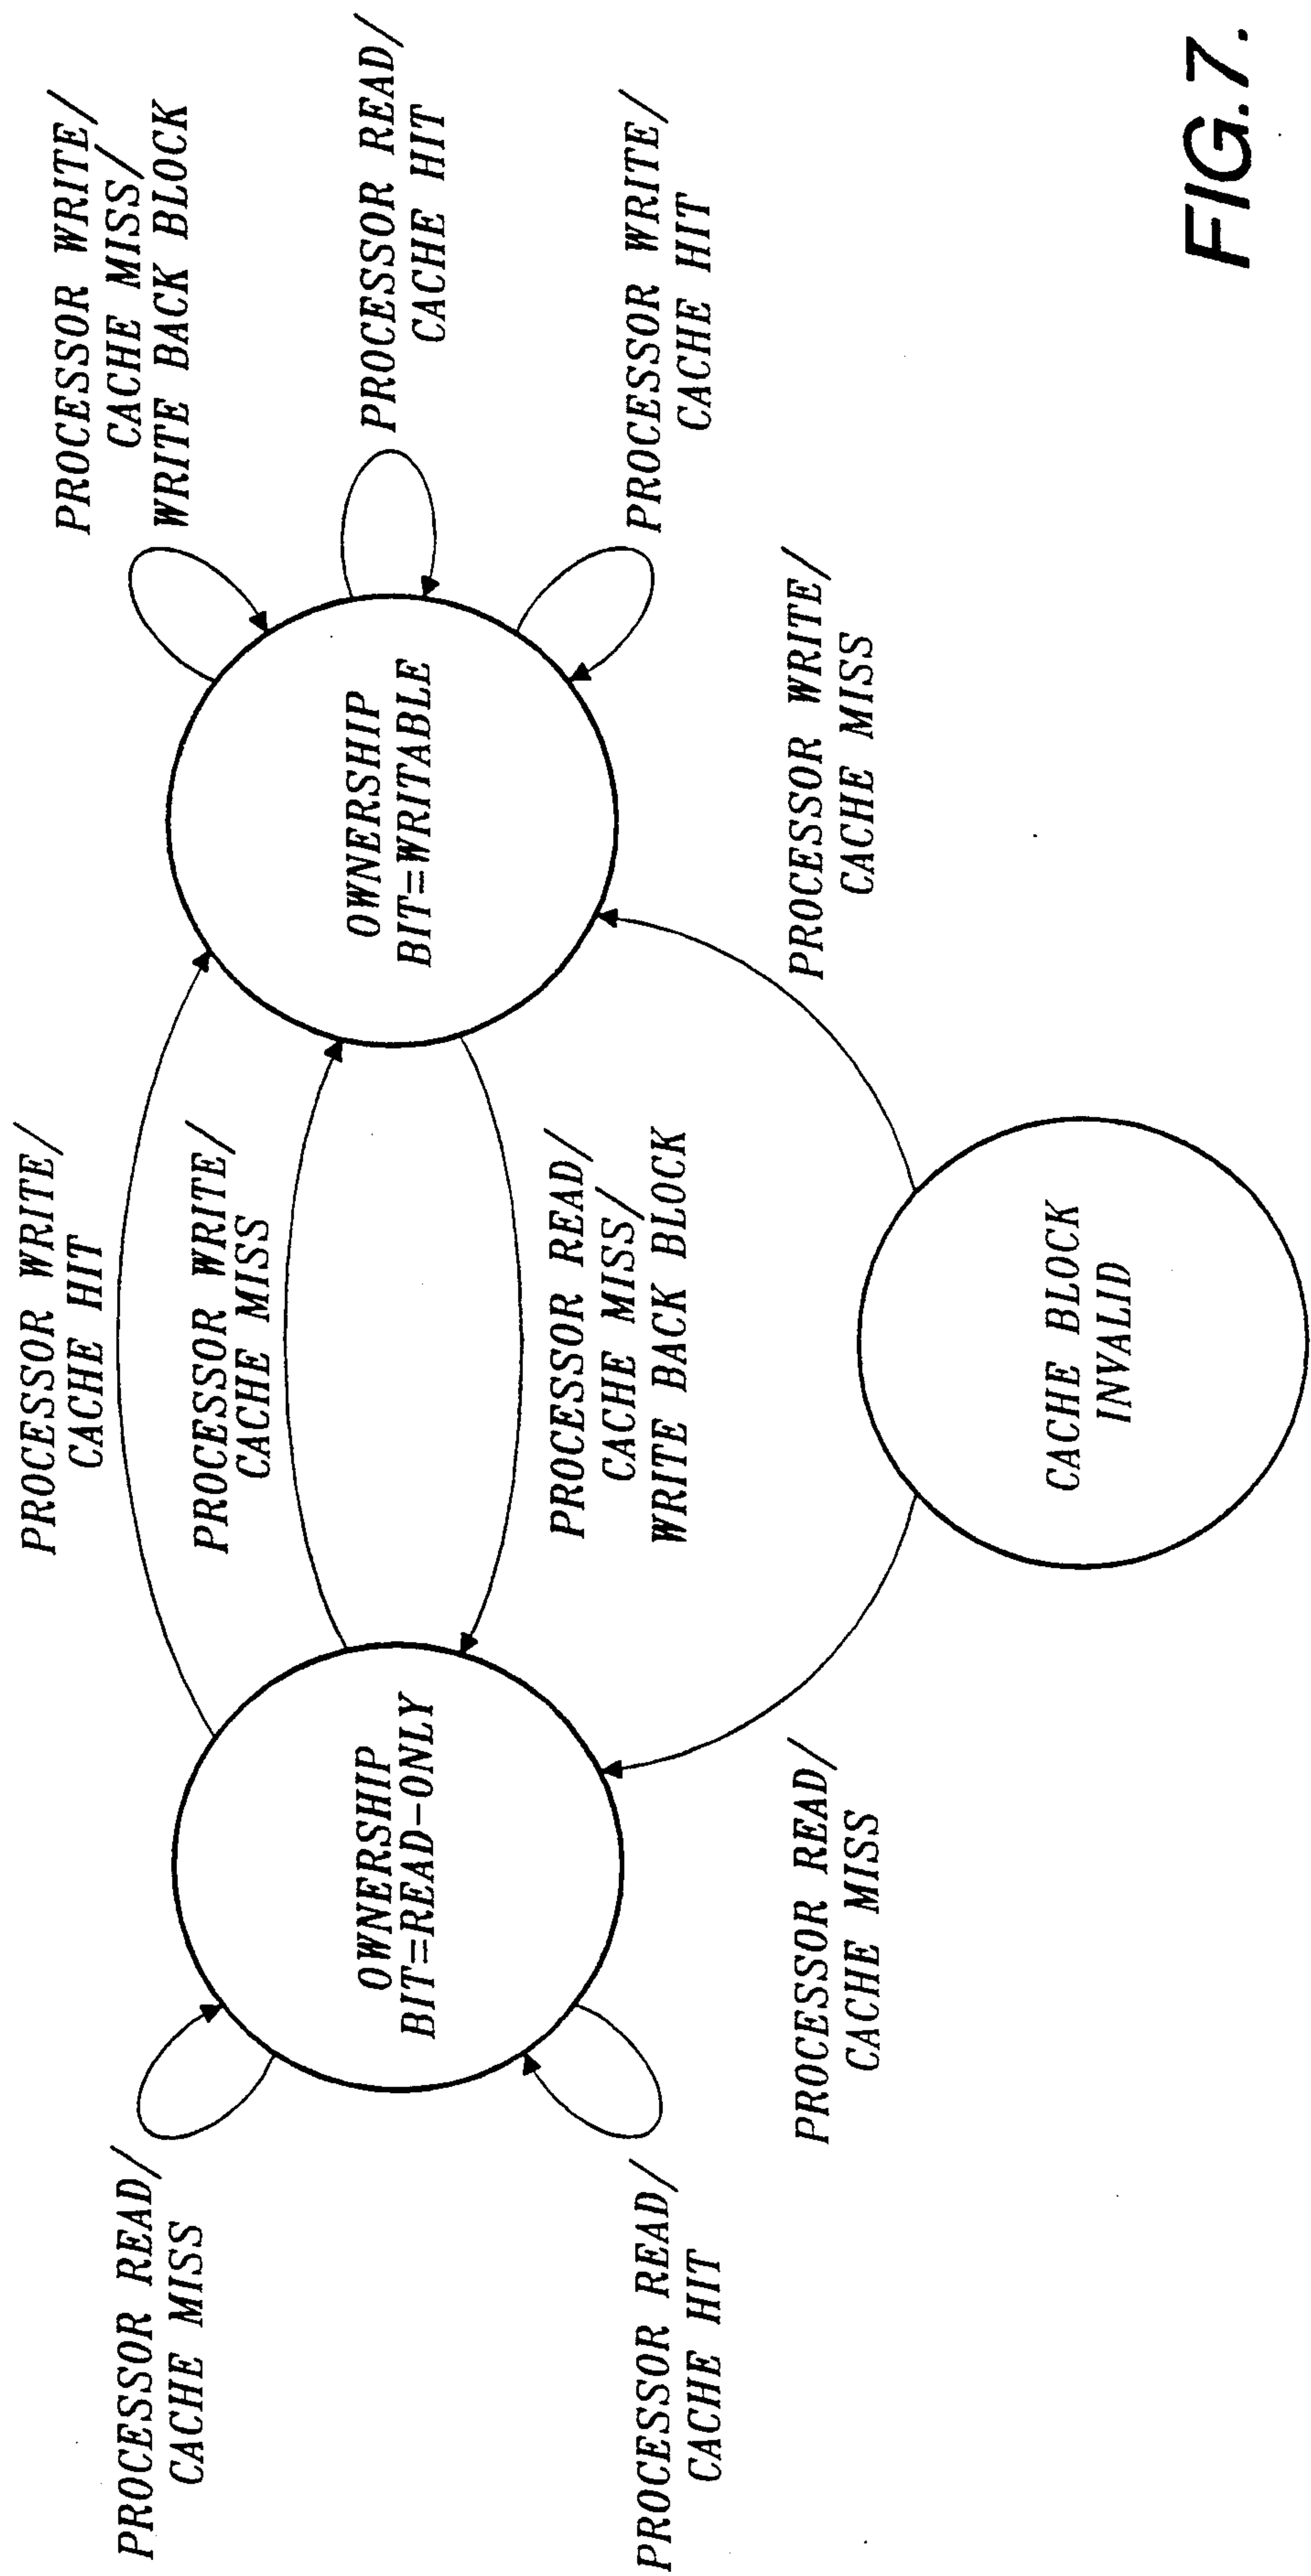 PROCESSOR WRITE/
CACHE HIT
PROCESSOR WRITE/
CACHE MISS
PROCESSOR READ/
CACHE MISS/
WRITE BACK BLOCK
PROCESSOR READ/
CACHE MISS
OWNERSHIP
BIT=READ-ONLY
PROCESSOR READ/
CACHE HIT
PROCESSOR WRITE/
CACHE MISS/
WRITE BACK BLOCK
OWNERSHIP
BIT=WRITABLE
PROCESSOR READ/
CACHE HIT
PROCESSOR WRITE/
CACHE HIT
PROCESSOR READ/
CACHE MISS
PROCESSOR WRITE/
CACHE MISS
CACHE BLOCK
INVALID
FIG.7.